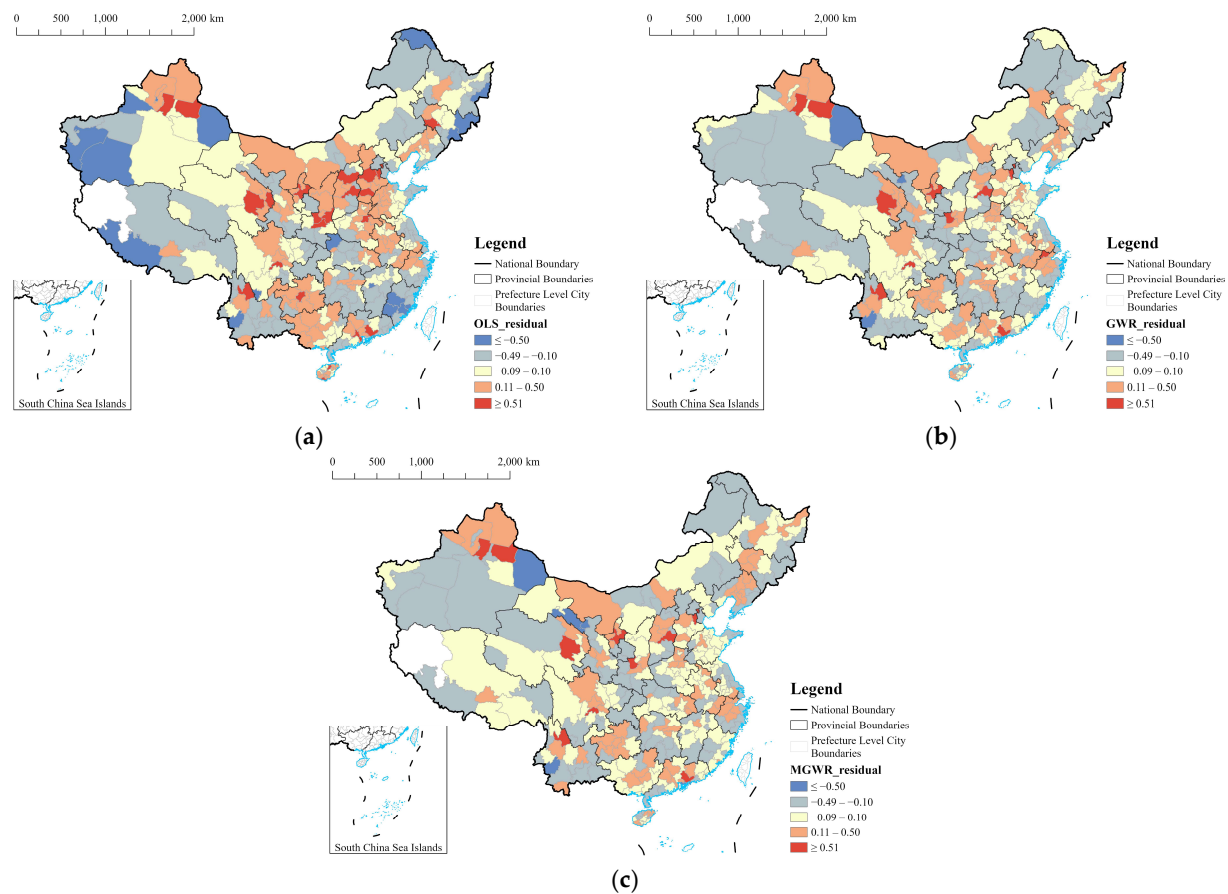 0 500 1,000 2,000 km
Legend
National Boundary
Provincial Boundaries
Prefecture Level City
Boundaries
OLS_residual
≤ −0.50
−0.49 – −0.10
0.09 – 0.10
0.11 – 0.50
≥ 0.51
South China Sea Islands
(a)
0 500 1,000 2,000 km
Legend
National Boundary
Provincial Boundaries
Prefecture Level City
Boundaries
GWR_residual
≤ −0.50
−0.49 – −0.10
0.09 – 0.10
0.11 – 0.50
≥ 0.51
South China Sea Islands
(b)
0 500 1,000 2,000 km
Legend
National Boundary
Provincial Boundaries
Prefecture Level City
Boundaries
MGWR_residual
≤ −0.50
−0.49 – −0.10
0.09 – 0.10
0.11 – 0.50
≥ 0.51
South China Sea Islands
(c)